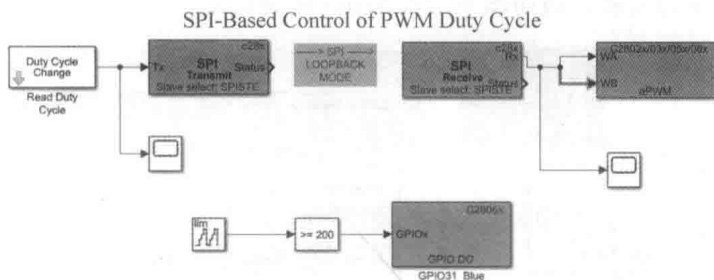 SPI-Based Control of PWM Duty Cycle
Duty Cycle
Change
Read Duty
Cycle
c28x
Tx
SPI
Status
Transmit
Slave select: SPISTE
SPI
LOOPBACK
MODE
c28x
Rx
SPI
Receive
Status
Slave select: SPISTE
C2802x/03x/05x/06x
WA
WB
ePWM
lim
>= 200
C2806x
GPIOx
GPIO DO
GPIO31_Blue